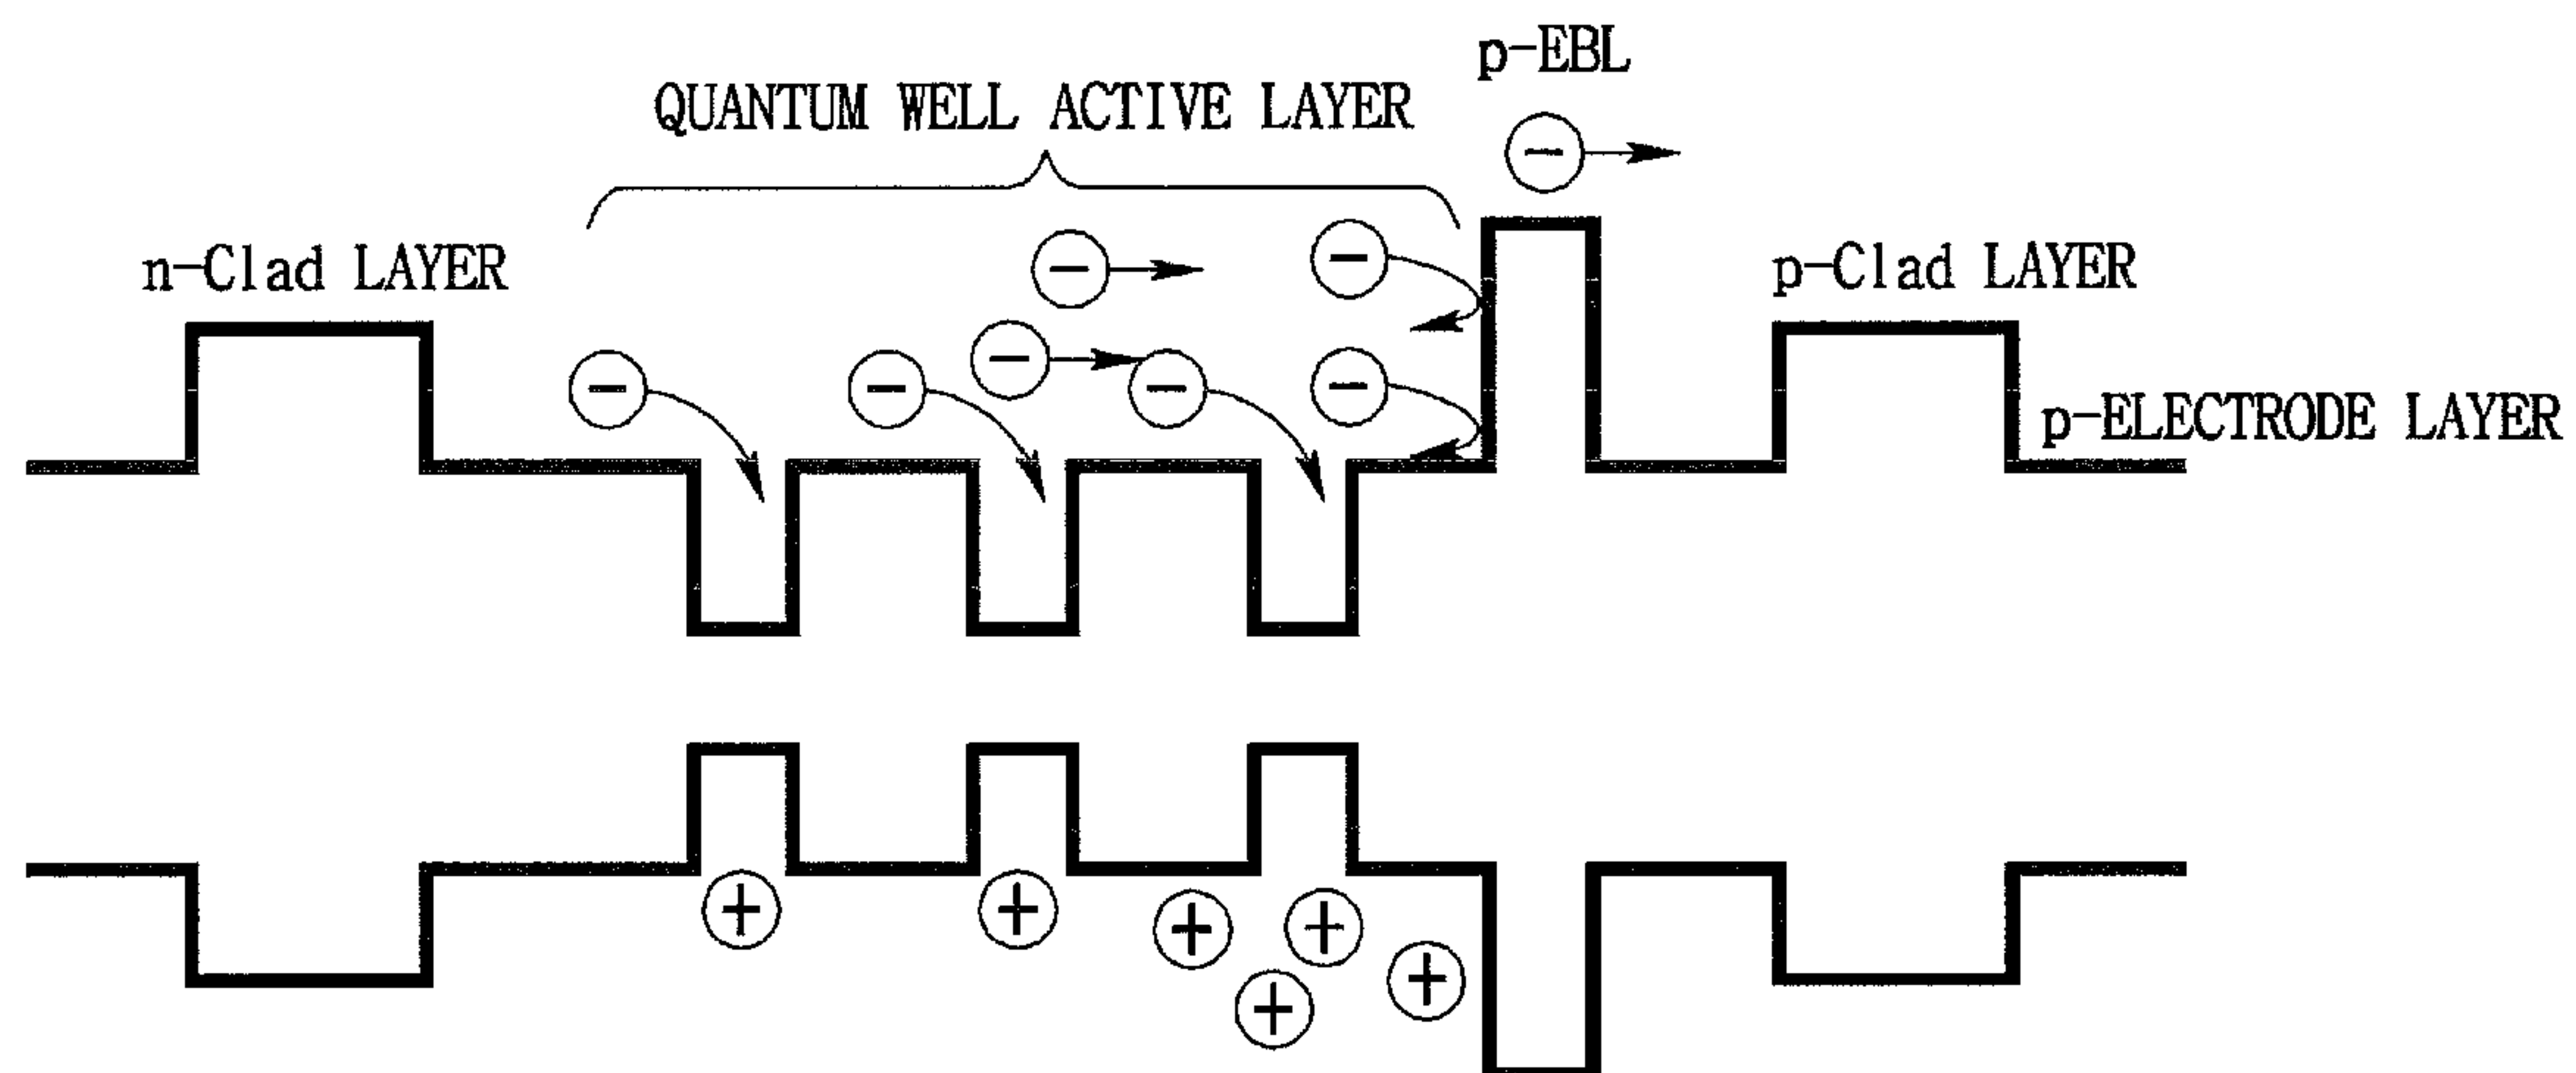 p-EBL
QUANTUM WELL ACTIVE LAYER
n-Clad LAYER
p-Clad LAYER
p-ELECTRODE LAYER